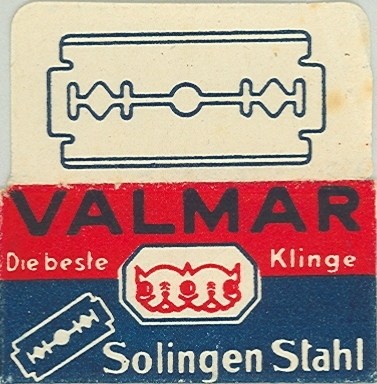 VALMAR
Die beste Klinge
Solingen Stahl